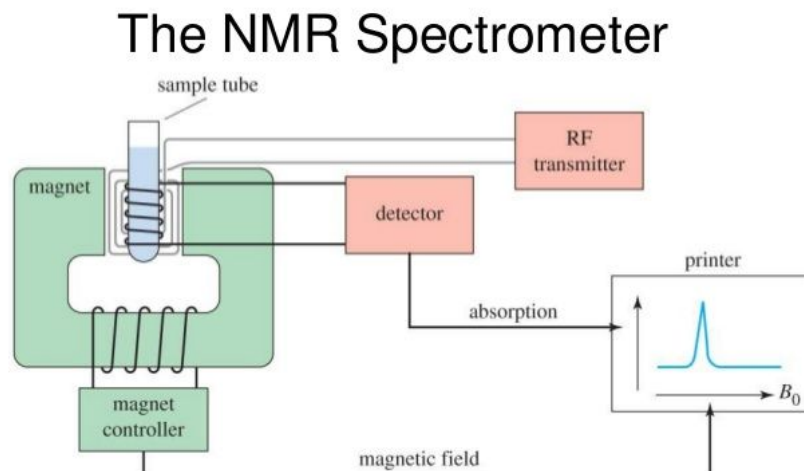 The NMR Spectrometer
sample tube
RF
transmitter
magnet
detector
printer
absorption
B₀
magnet
controller
magnetic field